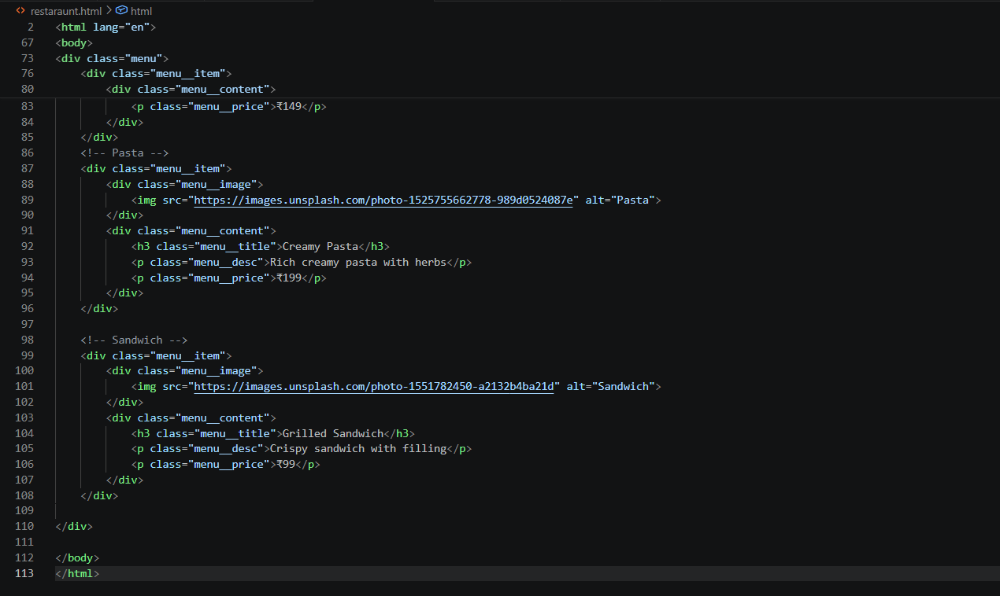 restaraunt.html > html
2 <html lang="en">
67 <body>
73 <div class="menu">
76 <div class="menu__item">
80 <div class="menu__content">
83 <p class="menu__price">₹149</p>
84 </div>
85 </div>
86 <!-- Pasta -->
87 <div class="menu__item">
88 <div class="menu__image">
89 <img src="https://images.unsplash.com/photo-1525755662778-989d0524087e" alt="Pasta">
90 </div>
91 <div class="menu__content">
92 <h3 class="menu__title">Creamy Pasta</h3>
93 <p class="menu__desc">Rich creamy pasta with herbs</p>
94 <p class="menu__price">₹199</p>
95 </div>
96 </div>
97
98 <!-- Sandwich -->
99 <div class="menu__item">
100 <div class="menu__image">
101 <img src="https://images.unsplash.com/photo-1551782450-a2132b4ba21d" alt="Sandwich">
102 </div>
103 <div class="menu__content">
104 <h3 class="menu__title">Grilled Sandwich</h3>
105 <p class="menu__desc">Crispy sandwich with filling</p>
106 <p class="menu__price">₹99</p>
107 </div>
108 </div>
109
110 </div>
111
112 </body>
113 </html>